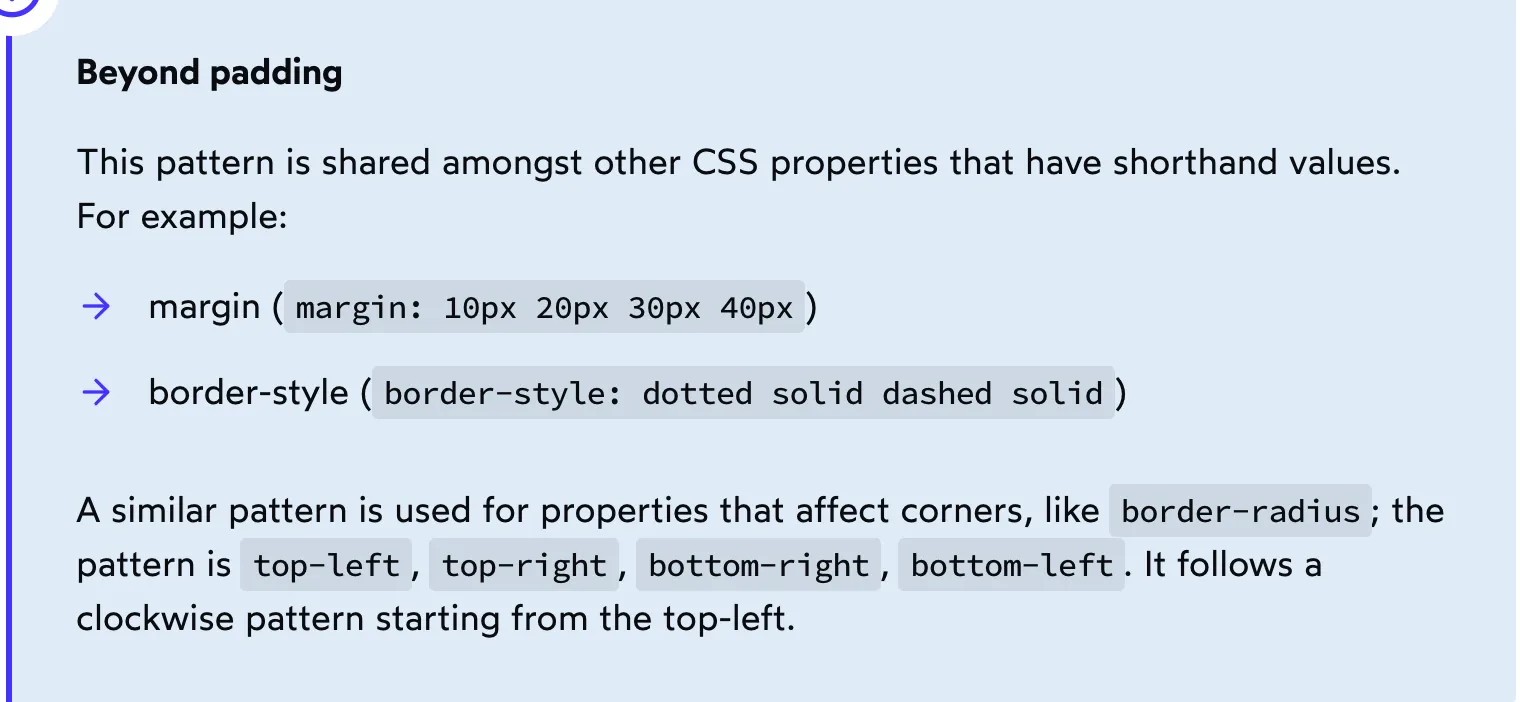 Beyond padding
This pattern is shared amongst other CSS properties that have shorthand values.
For example:
→ margin (margin: 10px 20px 30px 40px)
→ border-style (border-style: dotted solid dashed solid)
A similar pattern is used for properties that affect corners, like border-radius; the
pattern is top-left, top-right, bottom-right, bottom-left. It follows a
clockwise pattern starting from the top-left.